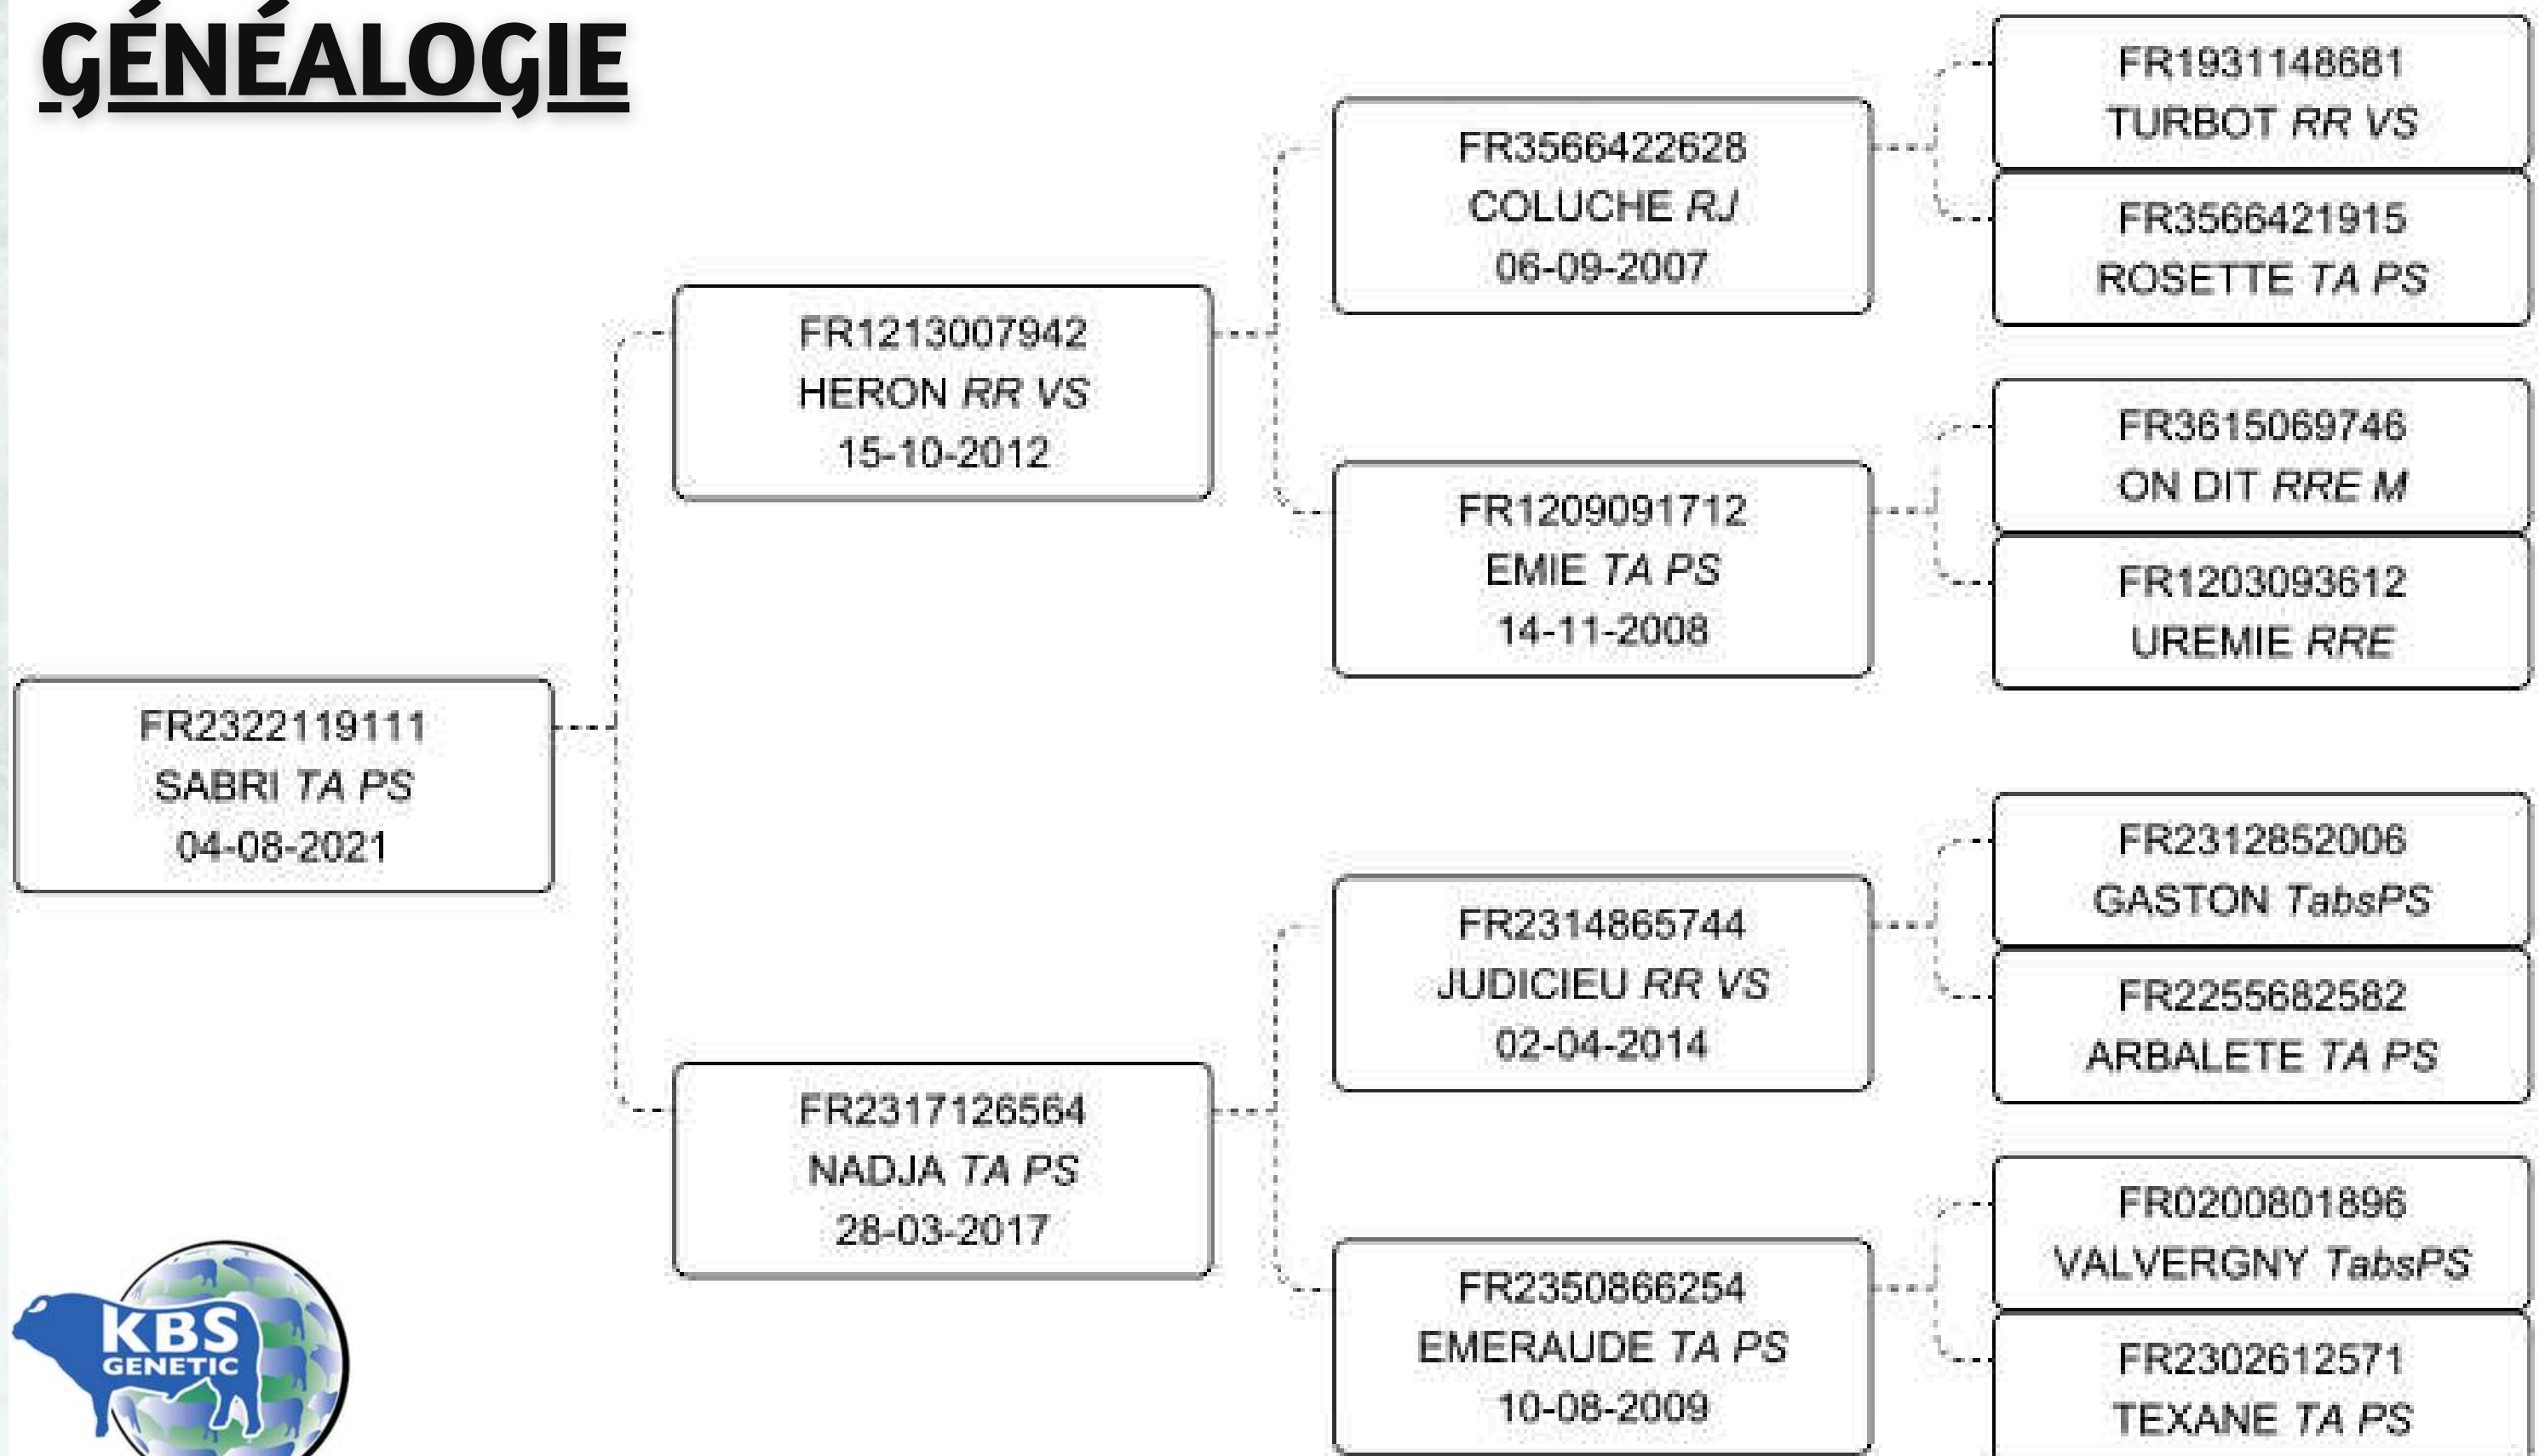 GÉNÉALOGIE
FR2322119111
SABRI TA PS
04-08-2021
FR1213007942
HERON RR VS
15-10-2012
FR2317126564
NADJA TA PS
28-03-2017
FR3566422628
COLUCHE RJ
06-09-2007
FR1209091712
EMIE TA PS
14-11-2008
FR2314865744
JUDICIEU RR VS
02-04-2014
FR2350866254
EMERAUDE TA PS
10-08-2009
FR1931148681
TURBOT RR VS
FR3566421915
ROSETTE TA PS
FR3615069746
ON DIT RRE M
FR1203093612
UREMIE RRE
FR2312852006
GASTON TabsPS
FR2255682582
ARBALETE TA PS
FR0200801896
VALVERGNY TabsPS
FR2302612571
TEXANE TA PS
KBS
GENETIC